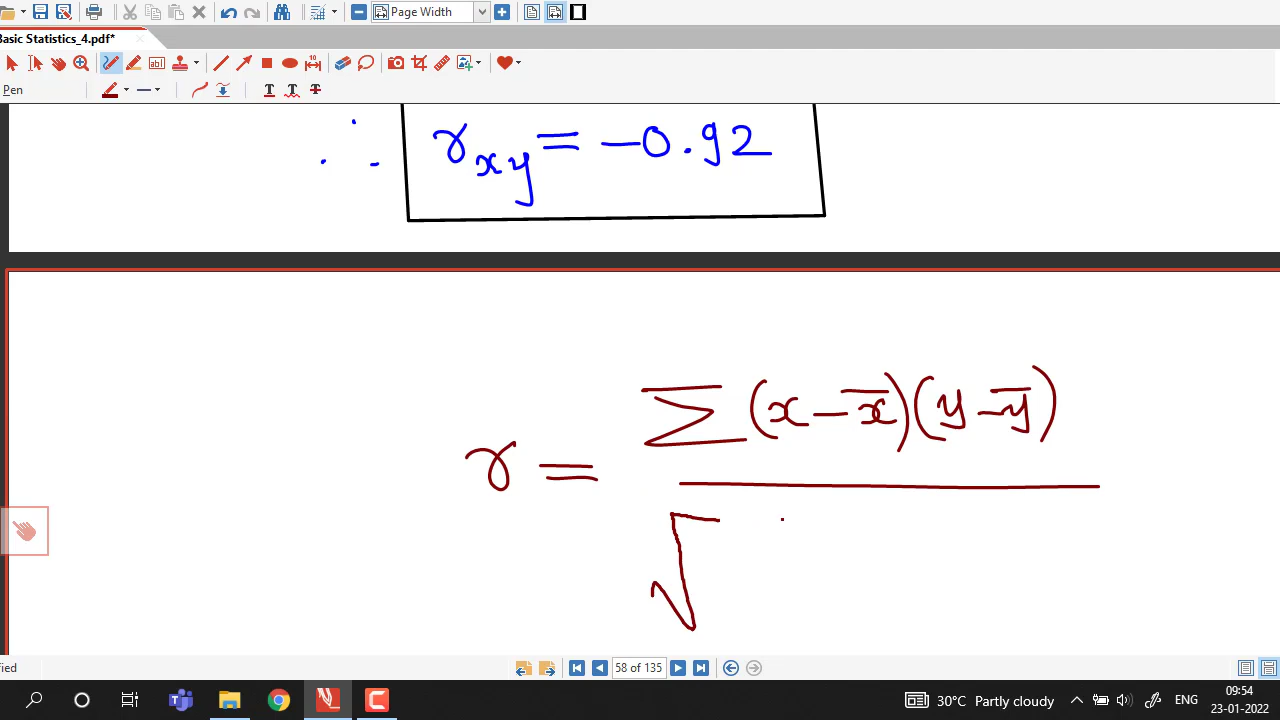 Page Width
Basic Statistics_4.pdf*
10
Pen
∴ r_xy = -0.92
r = Σ(x - x̄)(y - ȳ)
√
58 of 135
30°C Partly cloudy
ENG
09:54
23-01-2022